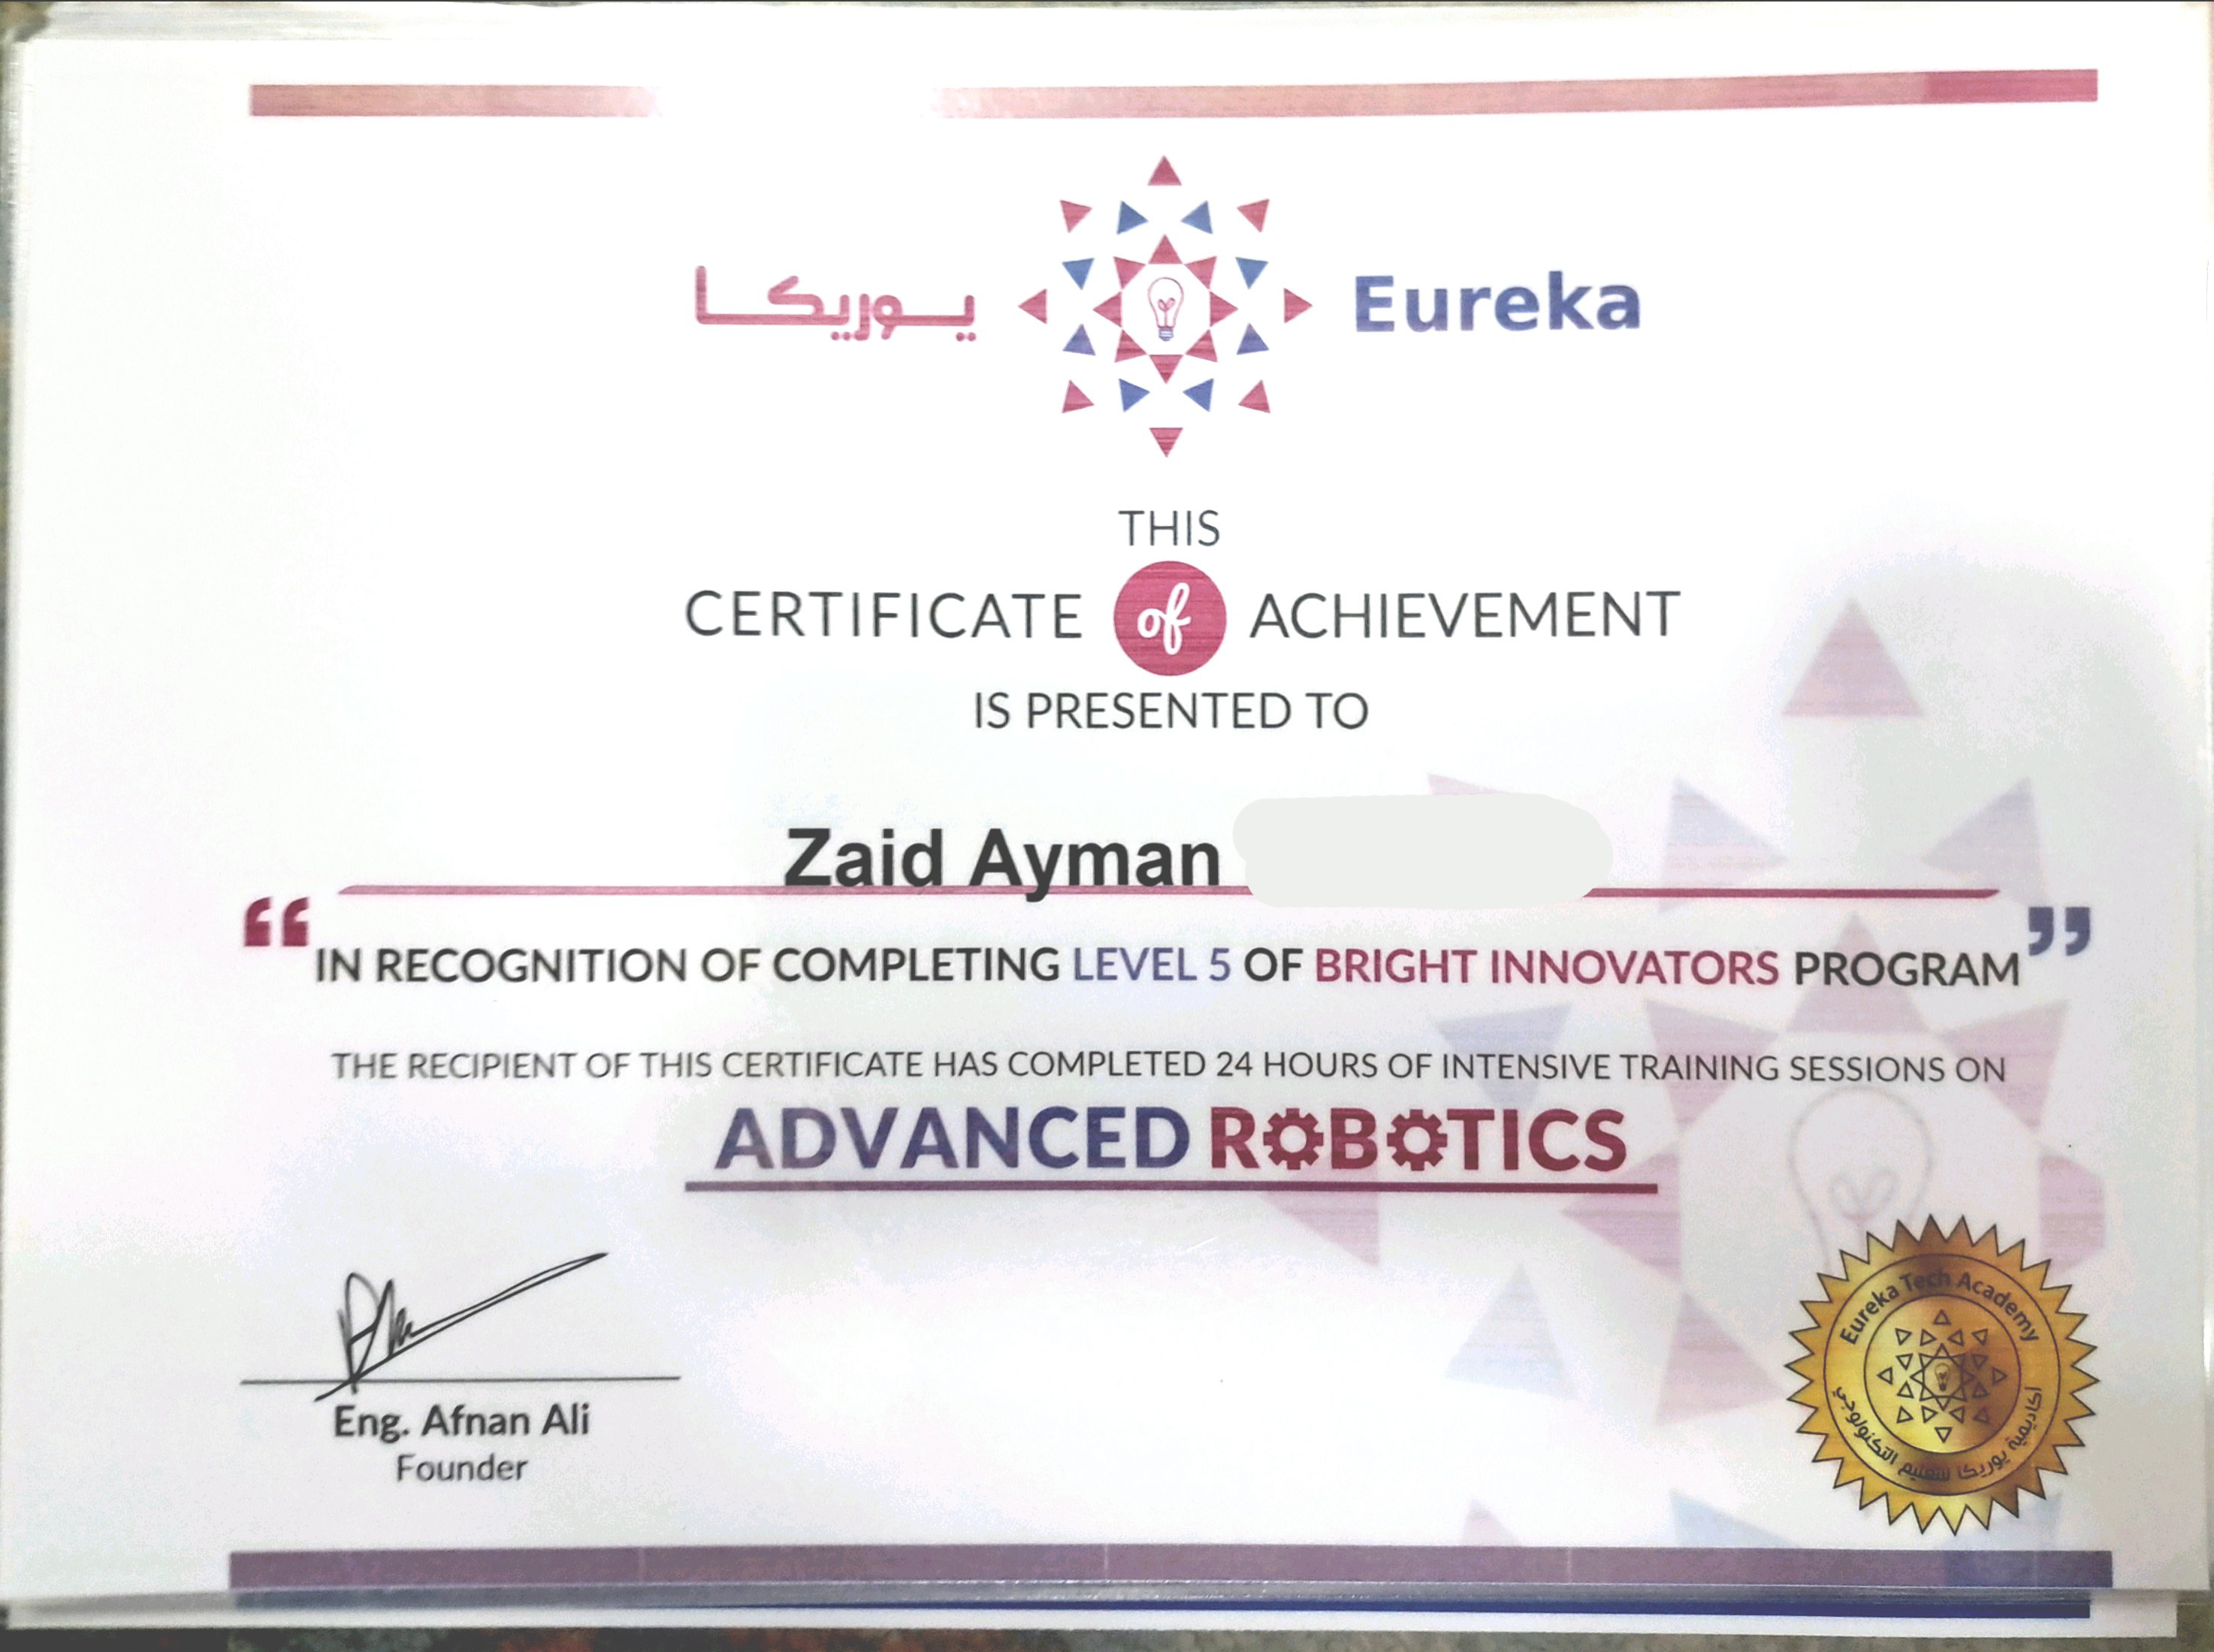 يوريكا Eureka
THIS
CERTIFICATE of ACHIEVEMENT
IS PRESENTED TO
Zaid Ayman
“ IN RECOGNITION OF COMPLETING LEVEL 5 OF BRIGHT INNOVATORS PROGRAM ”
THE RECIPIENT OF THIS CERTIFICATE HAS COMPLETED 24 HOURS OF INTENSIVE TRAINING SESSIONS ON
ADVANCED ROBOTICS
Eng. Afnan Ali
Founder
Eureka Tech Academy
أكاديمية يوريكا للتعليم التكنولوجي